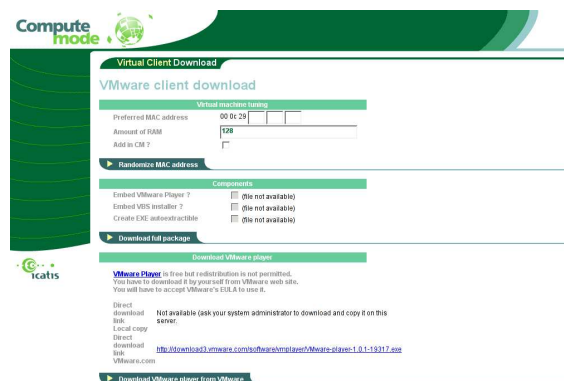 Compute
mode
Virtual Client Download
VMware client download
Virtual machine tuning
Preferred MAC address 00 0c 29
Amount of RAM 128
Add in CM ?
Randomize MAC address
Components
Embed VMware Player ? (file not available)
Embed VBS installer ? (file not available)
Create EXE autoextractible (file not available)
Download full package
Download VMware player
icatis
VMware Player is free but redistribution is not permitted.
You have to download it by yourself from VMware web site.
You will have to accept VMware's EULA to use it.
Direct
download
link
Local copy
Not available (ask your system administrator to download and copy it on this
server.
Direct
download
link
VMware.com
http://download3.vmware.com/software/vmplayer/VMware-player-1.0.1-19317.exe
Download VMware player from VMware